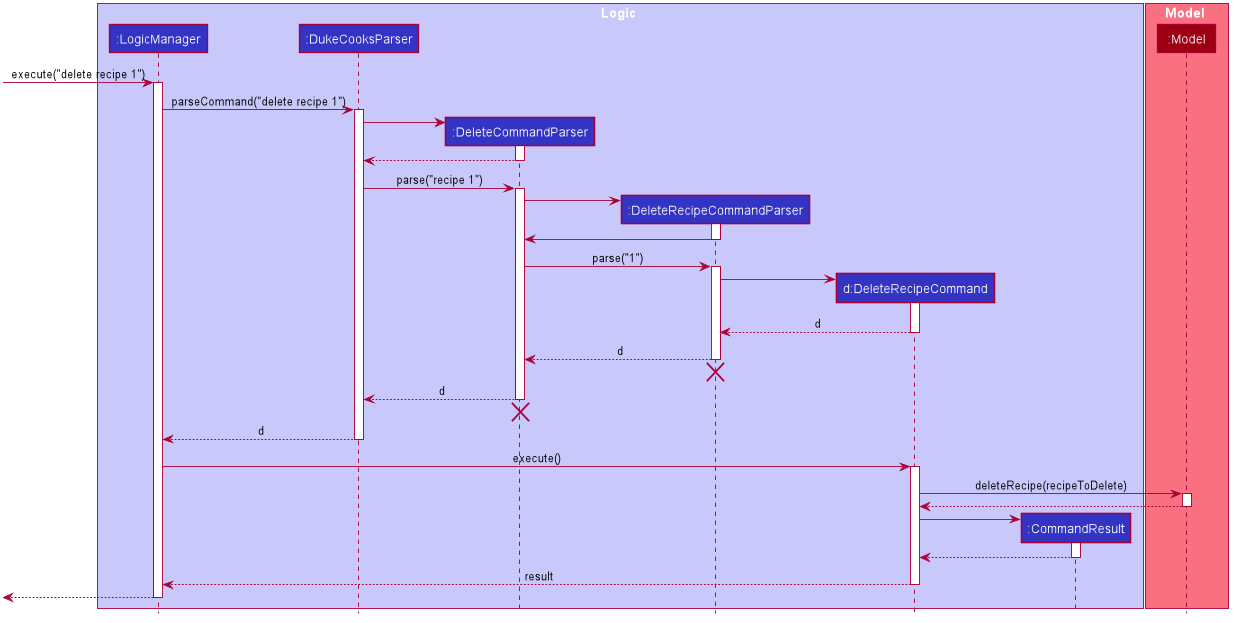 Logic
Model
:LogicManager
:DukeCooksParser
:Model
execute("delete recipe 1")
parseCommand("delete recipe 1")
:DeleteCommandParser
parse("recipe 1")
:DeleteRecipeCommandParser
parse("1")
d:DeleteRecipeCommand
d
d
d
d
execute()
deleteRecipe(recipeToDelete)
:CommandResult
result